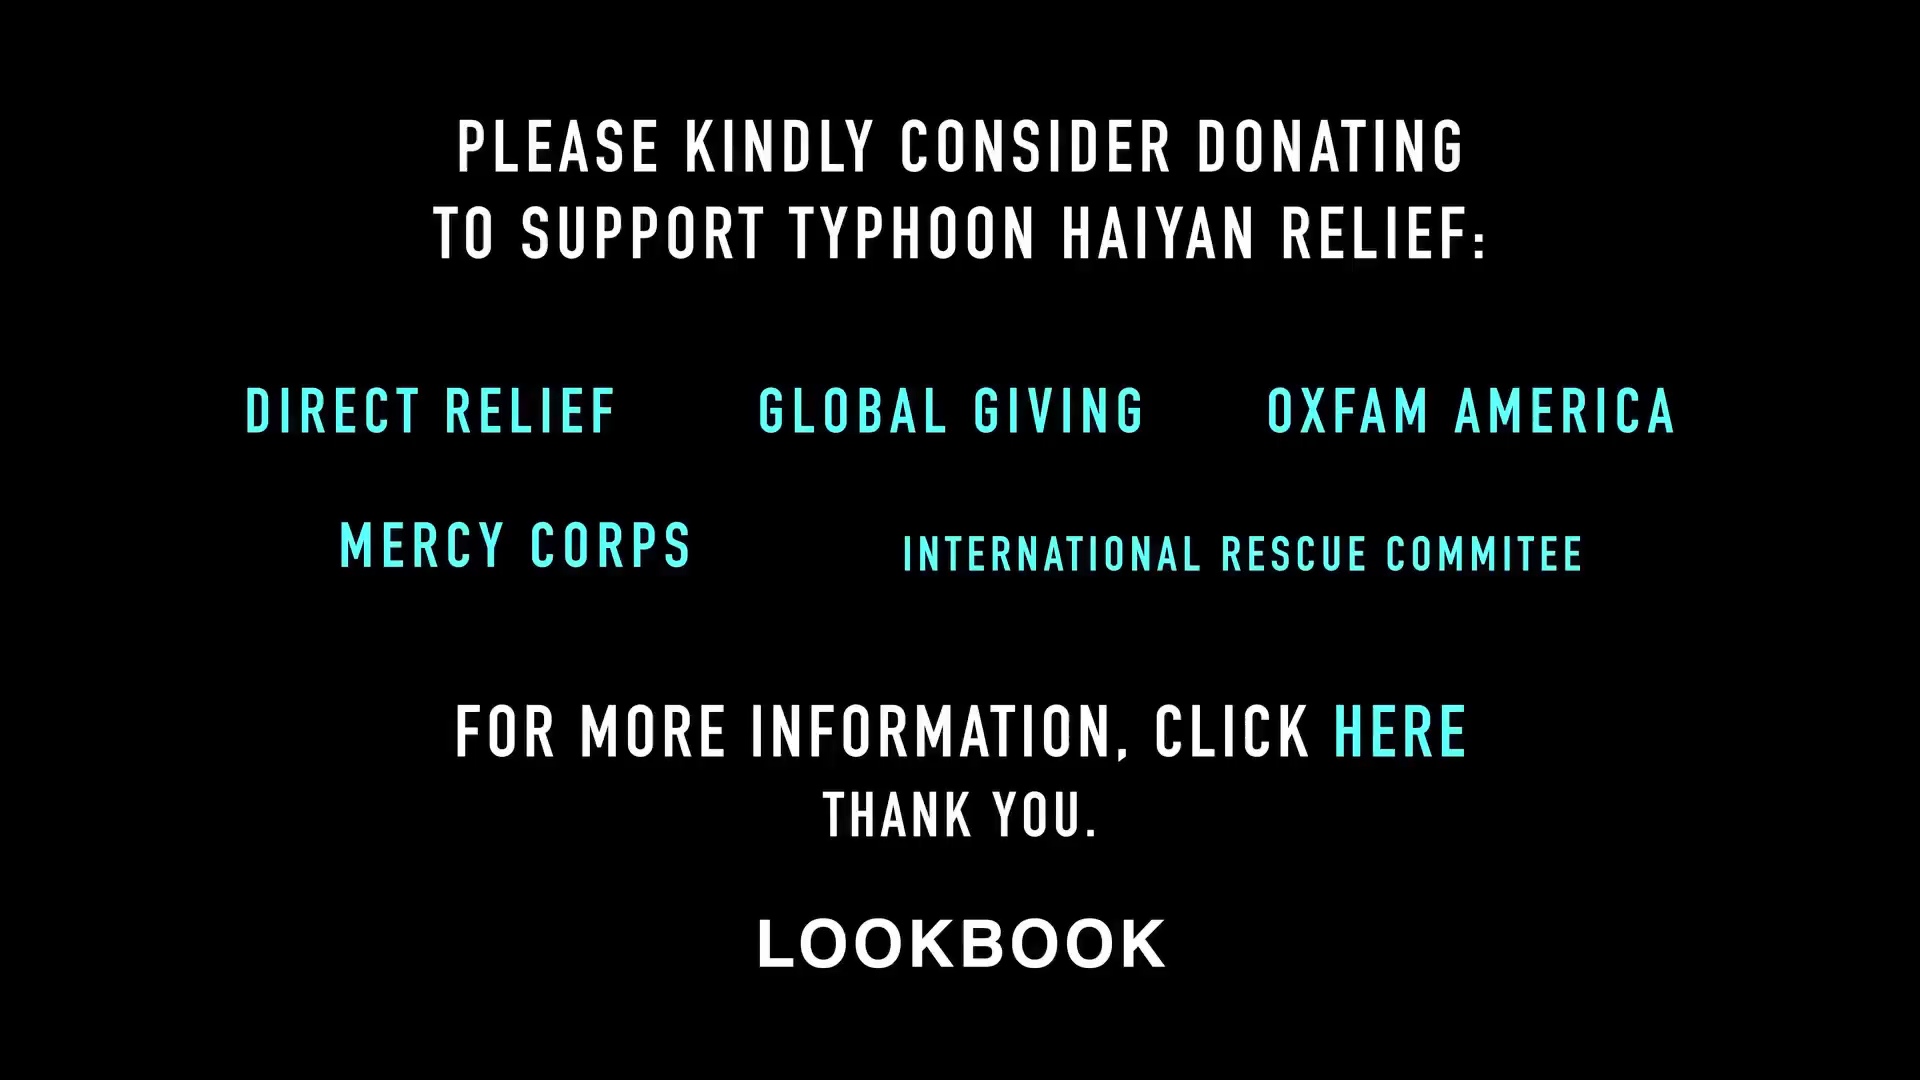 PLEASE KINDLY CONSIDER DONATING
TO SUPPORT TYPHOON HAIYAN RELIEF:
DIRECT RELIEF GLOBAL GIVING OXFAM AMERICA
MERCY CORPS INTERNATIONAL RESCUE COMMITEE
FOR MORE INFORMATION, CLICK HERE
THANK YOU.
LOOKBOOK